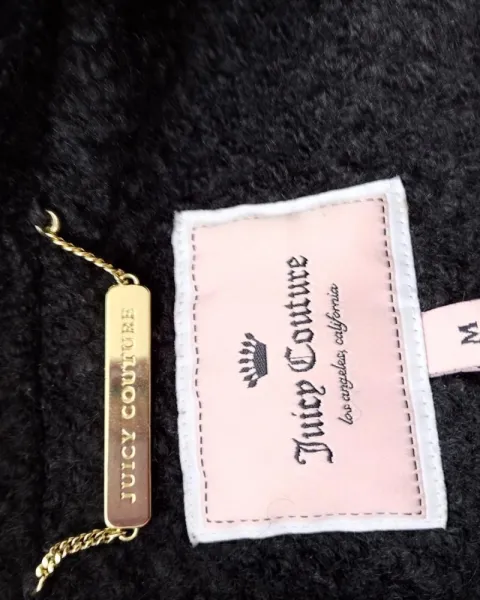 JUICY COUTURE
Juicy Couture
los angeles, california
M